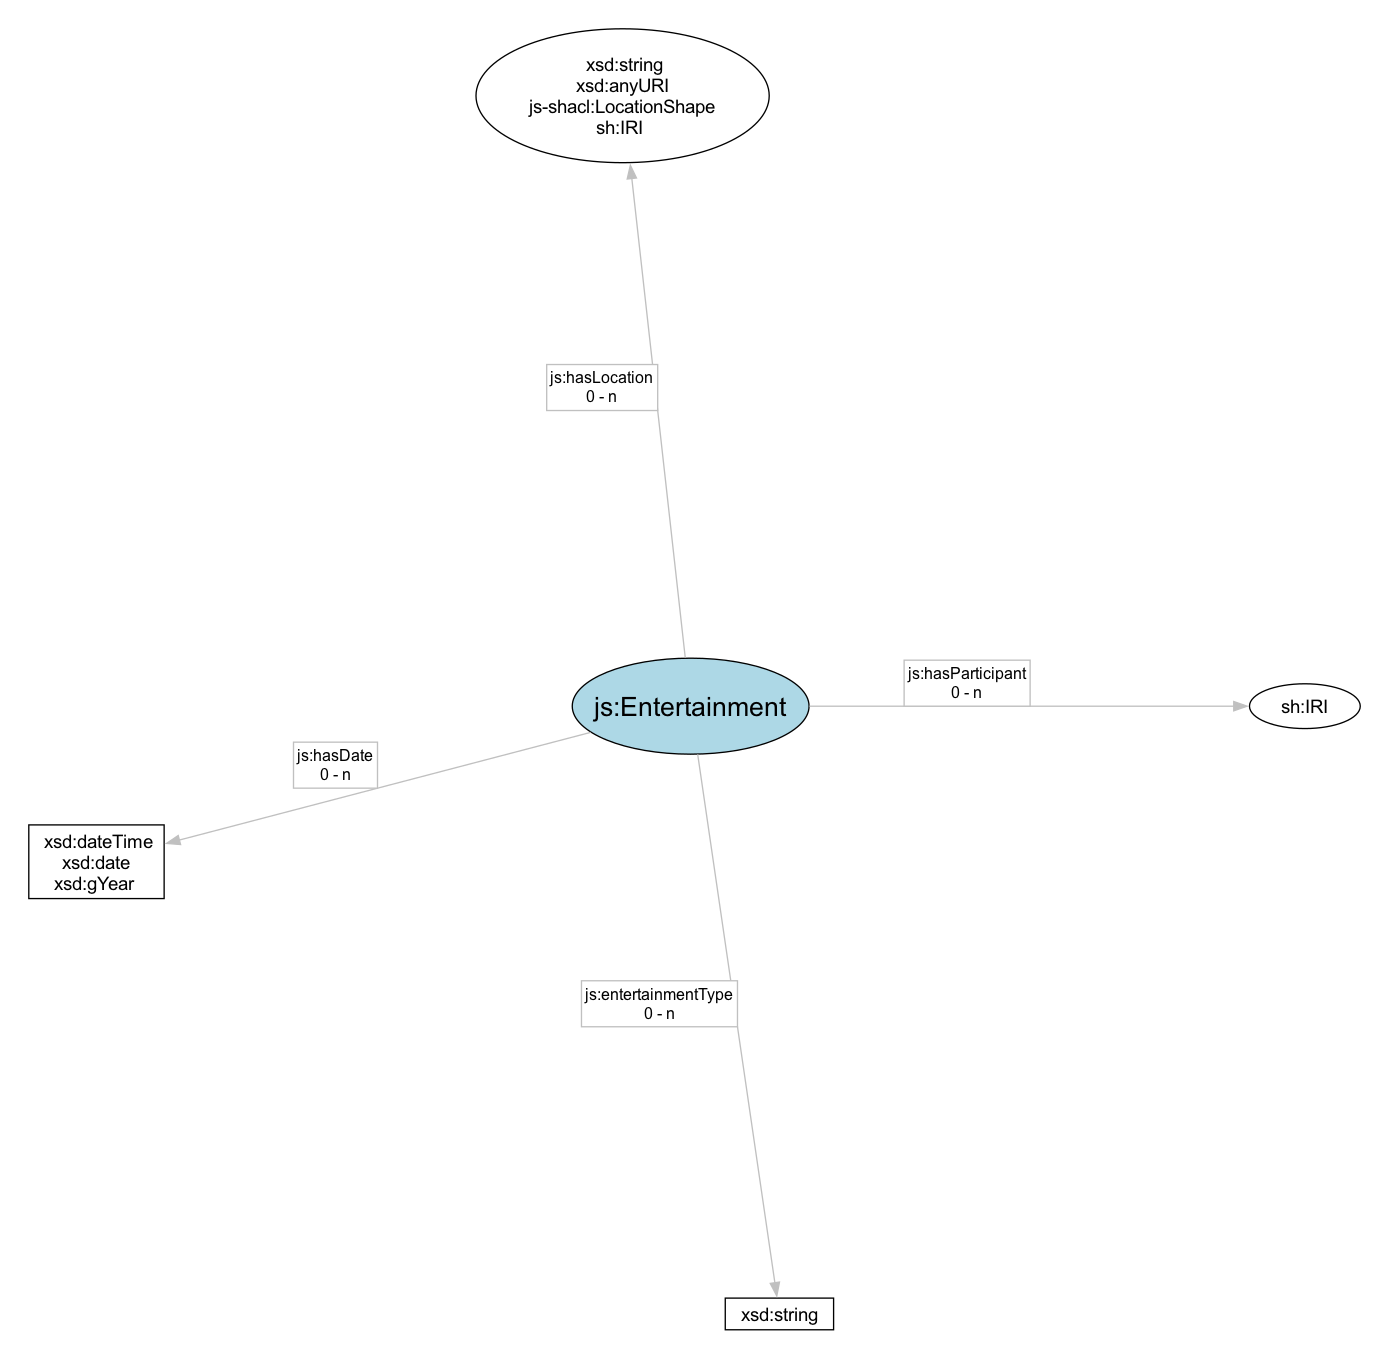 xsd:string
xsd:anyURI
js-shacl:LocationShape
sh:IRI
js:hasLocation
0 - n
js:Entertainment
js:hasParticipant
0 - n
sh:IRI
js:hasDate
0 - n
xsd:dateTime
xsd:date
xsd:gYear
js:entertainmentType
0 - n
xsd:string